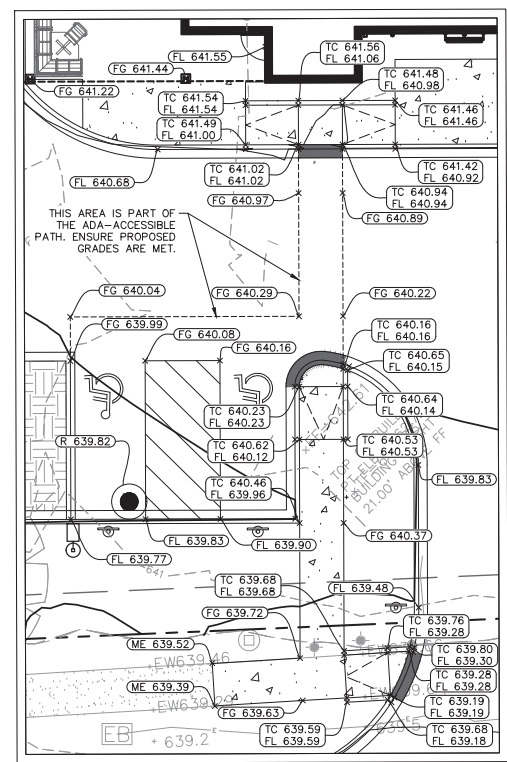 FL 641.55
FG 641.44
FG 641.22
TC 641.56
FL 641.06
TC 641.48
FL 640.98
TC 641.54
FL 641.54
TC 641.46
FL 641.46
TC 641.49
FL 641.00
TC 641.02
FL 641.02
TC 641.42
FL 640.92
FL 640.68
TC 640.94
FL 640.94
FG 640.97
FG 640.89
THIS AREA IS PART OF
THE ADA-ACCESSIBLE
PATH. ENSURE PROPOSED
GRADES ARE MET.
FG 640.04
FG 640.29
FG 640.22
FG 639.99
FG 640.08
FG 640.16
TC 640.16
FL 640.16
TC 640.65
FL 640.15
TC 640.64
FL 640.14
TC 640.23
FL 640.23
R 639.82
TC 640.62
FL 640.12
TC 640.53
FL 640.53
TC 640.46
FL 639.96
FL 639.83
FL 639.83
FL 639.90
FG 640.37
FL 639.77
641
TC 639.68
FL 639.68
FL 639.48
FG 639.72
TC 639.76
FL 639.28
ME 639.52
EW639.46
TC 639.80
FL 639.30
ME 639.39
TC 639.28
FL 639.28
EW639.29
FG 639.63
TC 639.19
FL 639.19
EB
639.2
TC 639.59
FL 639.59
639.5
TC 639.68
FL 639.18